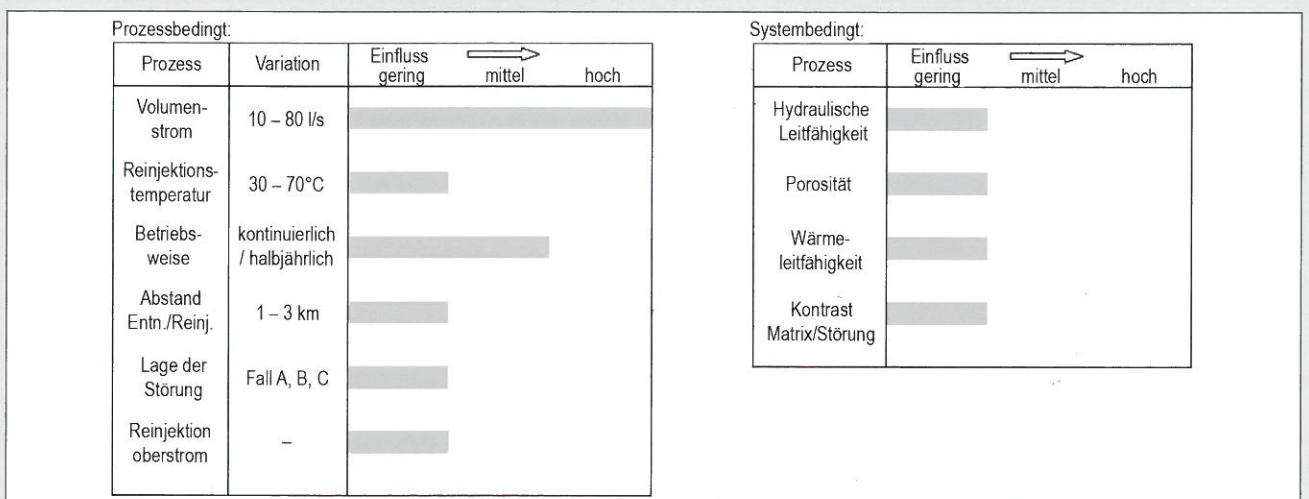 Prozessbedingt:
Prozess Variation Einfluss
gering mittel hoch
Volumen-
strom
10 – 80 l/s
Reinjektions-
temperatur
30 – 70°C
Betriebs-
weise
kontinuierlich
/ halbjährlich
Abstand
Entn./Reinj.
1 – 3 km
Lage der
Störung
Fall A, B, C
Reinjektion
oberstrom
–
Systembedingt:
Prozess Einfluss
gering mittel hoch
Hydraulische
Leitfähigkeit
Porosität
Wärme-
leitfähigkeit
Kontrast
Matrix/Störung